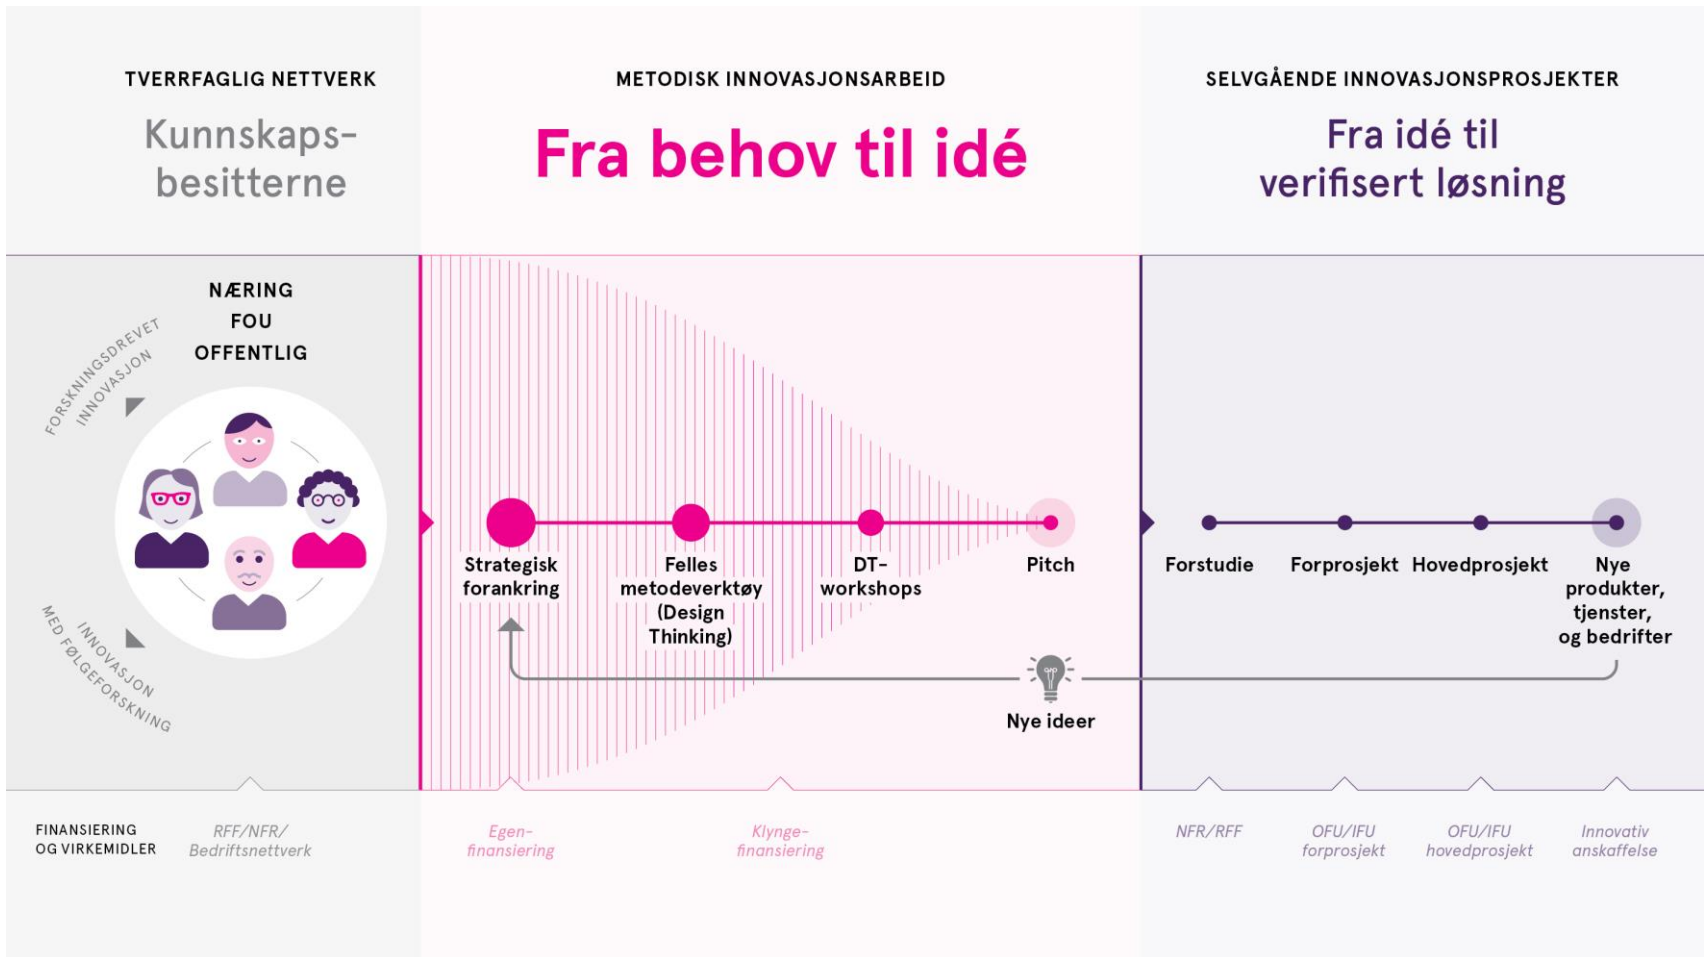 TVERRFAGLIG NETTVERK
Kunnskaps-
besitterne
METODISK INNOVASJONSARBEID
Fra behov til idé
SELVGÅENDE INNOVASJONSPROSJEKTER
Fra idé til
verifisert løsning
NÆRING
FOU
OFFENTLIG
FORSKNINGSDREVET
INNOVASJON
INNOVASJON
MED FØLGEFORSKNING
Strategisk
forankring
Felles
metodeverktøy
(Design
Thinking)
DT-
workshops
Pitch
Nye ideer
Forstudie
Forprosjekt
Hovedprosjekt
Nye
produkter,
tjenster,
og bedrifter
FINANSIERING
OG VIRKEMIDLER
RFF/NFR/
Bedriftsnettverk
Egen-
finansiering
Klynge-
finansiering
NFR/RFF
OFU/IFU
forprosjekt
OFU/IFU
hovedprosjekt
Innovativ
anskaffelse